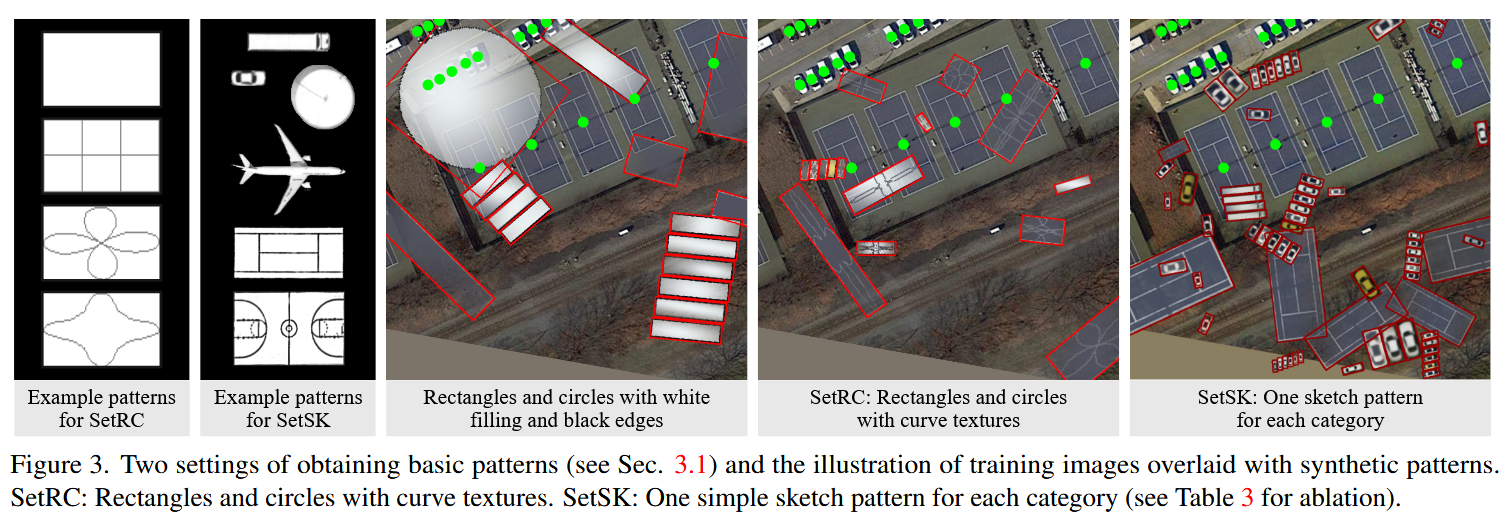 Example patterns
for SetRC
Example patterns
for SetSK
Rectangles and circles with white
filling and black edges
SetRC: Rectangles and circles
with curve textures
SetSK: One sketch pattern
for each category
Figure 3. Two settings of obtaining basic patterns (see Sec. 3.1) and the illustration of training images overlaid with synthetic patterns.
SetRC: Rectangles and circles with curve textures. SetSK: One simple sketch pattern for each category (see Table 3 for ablation).